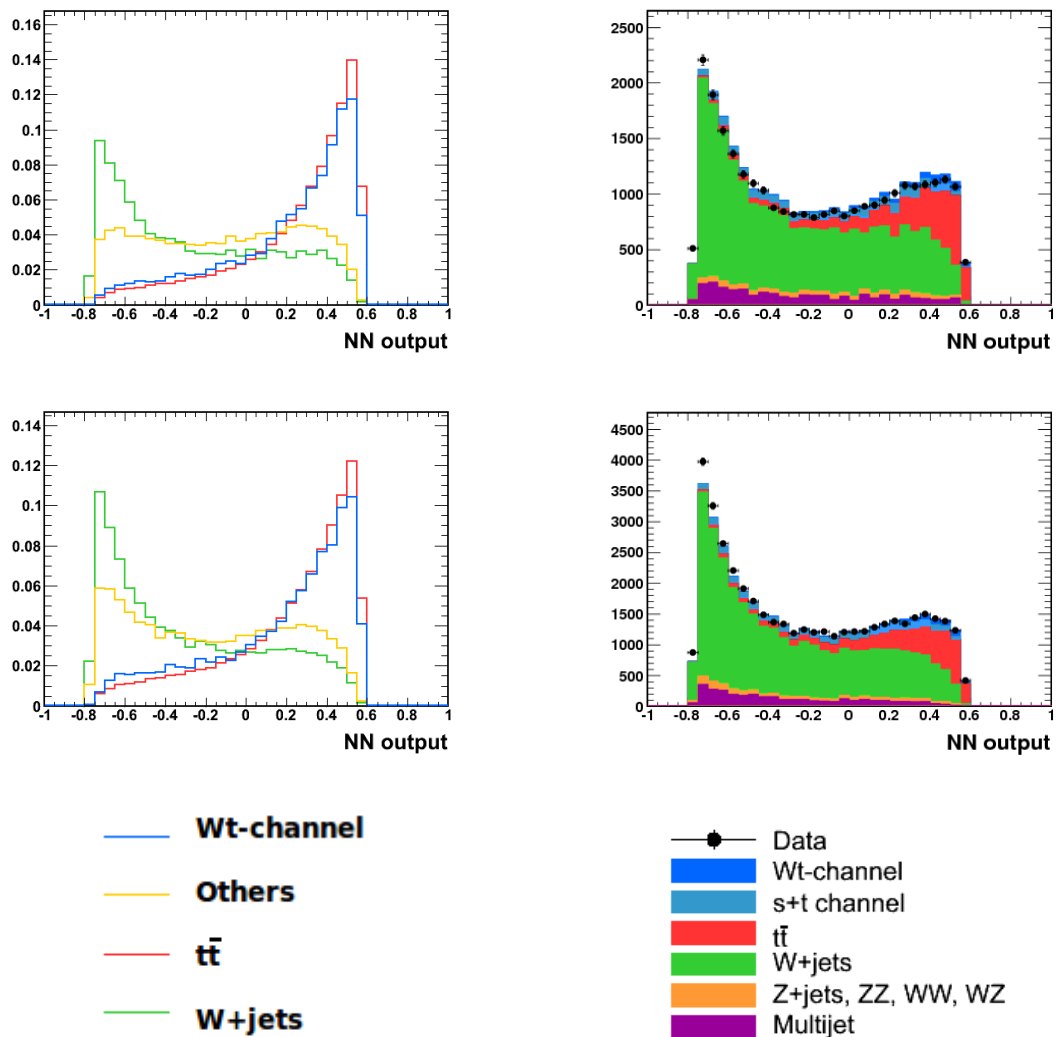 0.16
0.14
0.12
0.1
0.08
0.06
0.04
0.02
0
-1 -0.8 -0.6 -0.4 -0.2 0 0.2 0.4 0.6 0.8 1
NN output
2500
2000
1500
1000
500
0
-1 -0.8 -0.6 -0.4 -0.2 0 0.2 0.4 0.6 0.8 1
NN output
0.14
0.12
0.1
0.08
0.06
0.04
0.02
0
-1 -0.8 -0.6 -0.4 -0.2 0 0.2 0.4 0.6 0.8 1
NN output
4500
4000
3500
3000
2500
2000
1500
1000
500
0
-1 -0.8 -0.6 -0.4 -0.2 0 0.2 0.4 0.6 0.8 1
NN output
Wt-channel
Others
tt̄
W+jets
Data
Wt-channel
s+t channel
tt̄
W+jets
Z+jets, ZZ, WW, WZ
Multijet